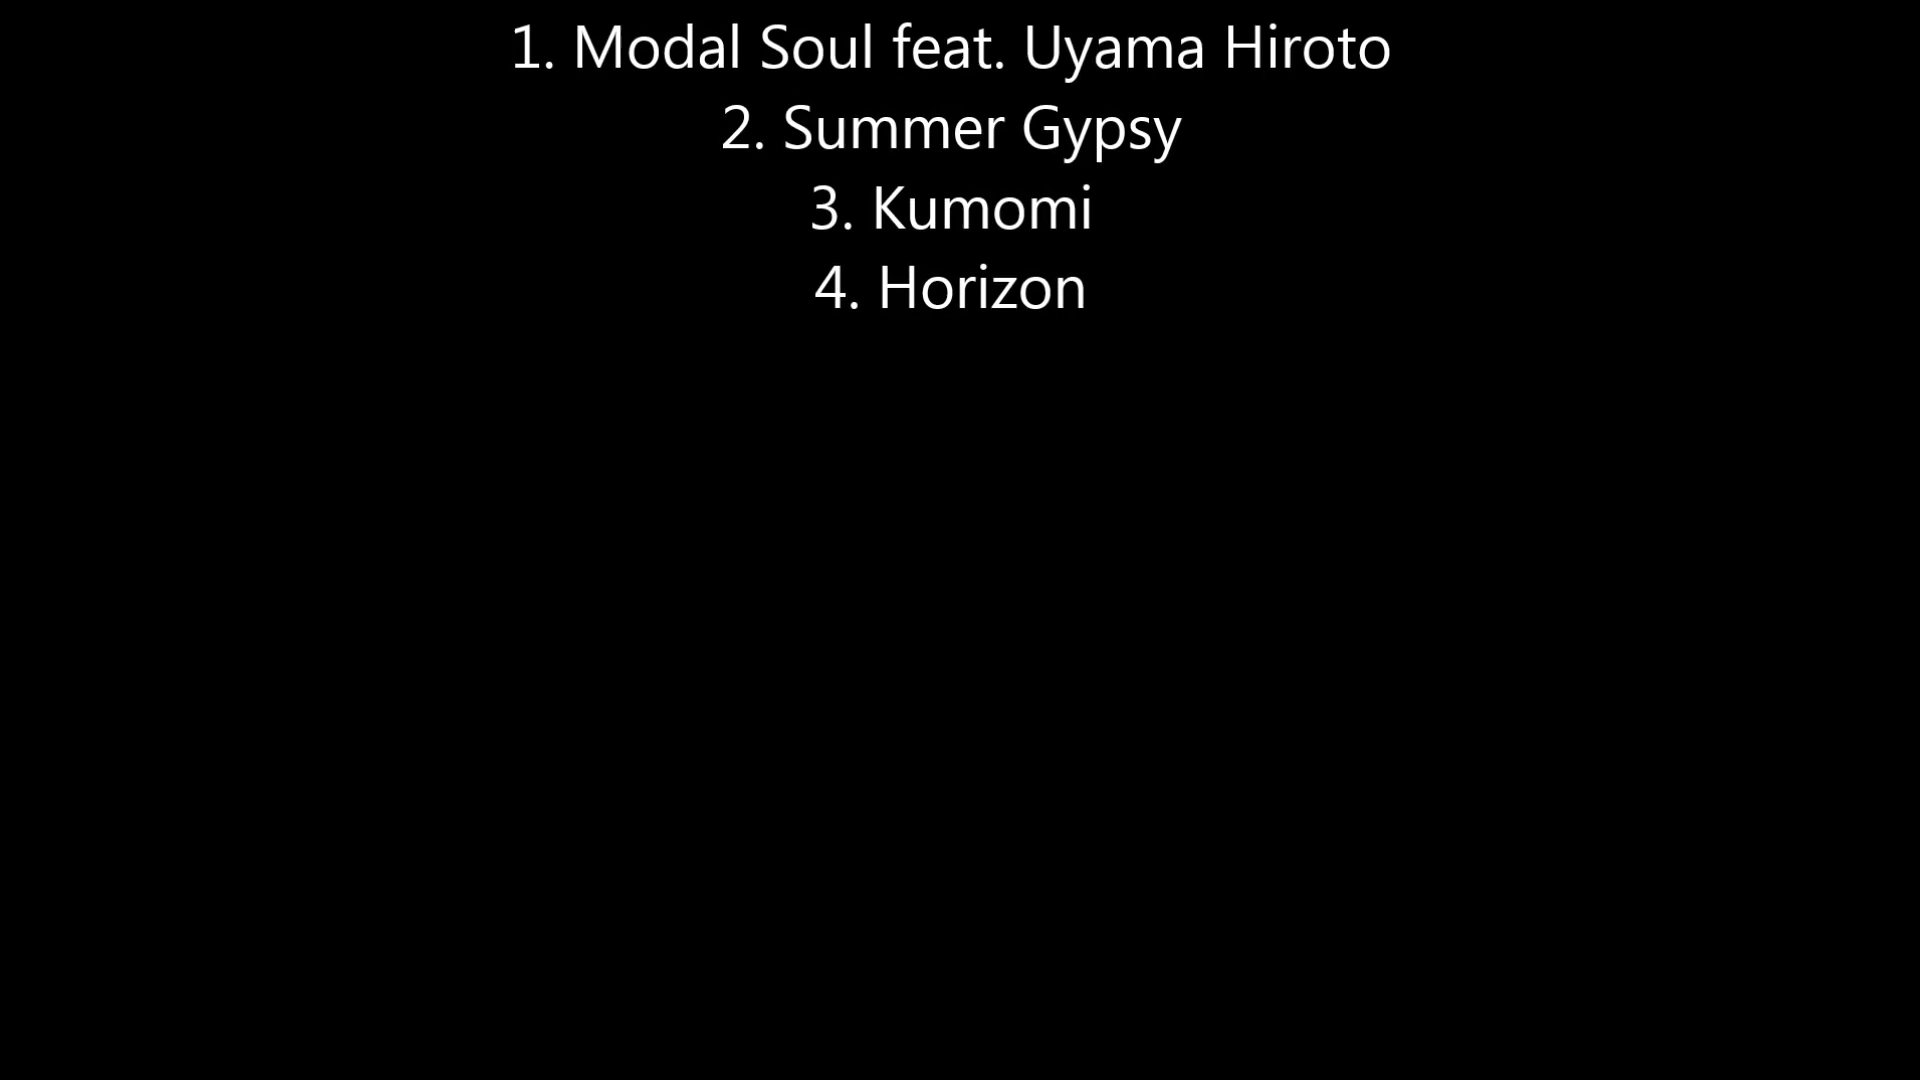 1. Modal Soul feat. Uyama Hiroto
2. Summer Gypsy
3. Kumomi
4. Horizon